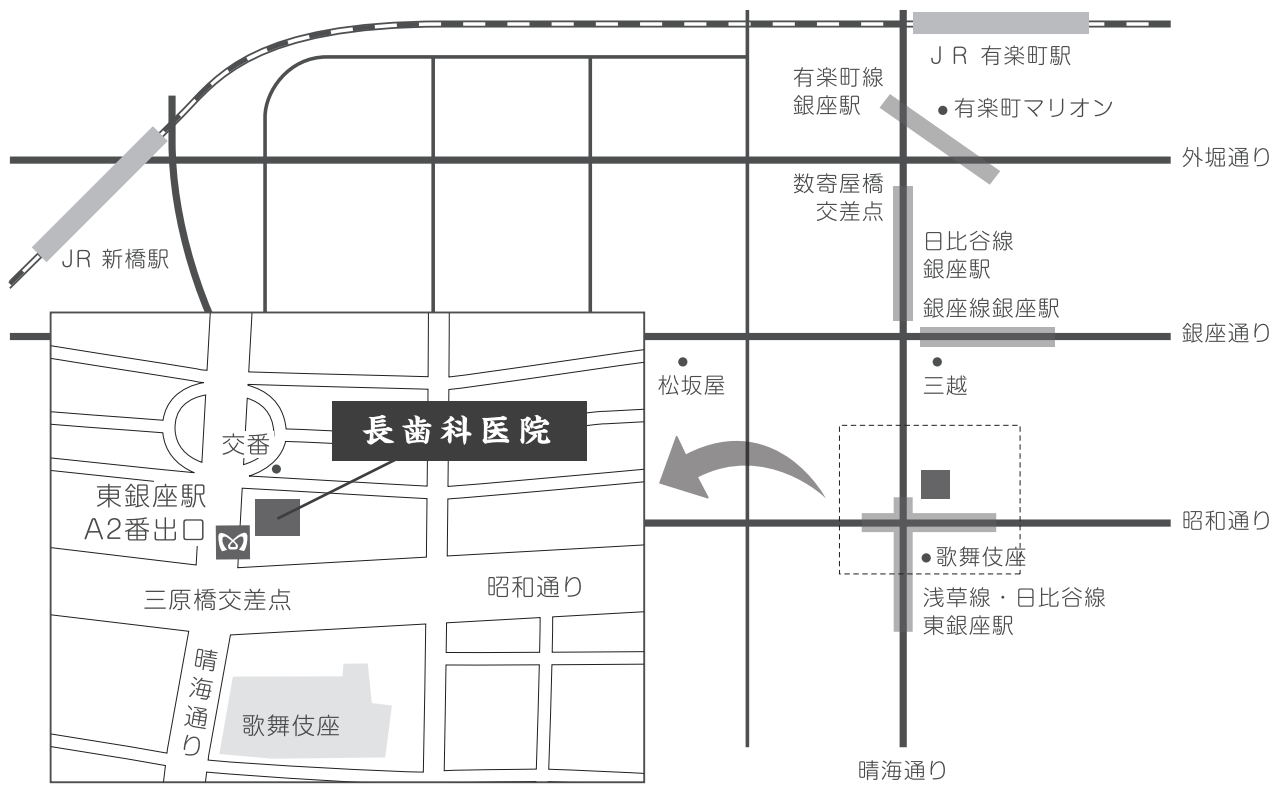 JR 有楽町駅
有楽町線
銀座駅
有楽町マリオン
外堀通り
数寄屋橋
交差点
日比谷線
銀座駅
JR 新橋駅
銀座線銀座駅
銀座通り
松坂屋
三越
長歯科医院
交番
東銀座駅
A2番出口
昭和通り
歌舞伎座
昭和通り
三原橋交差点
浅草線・日比谷線
東銀座駅
晴海通り
歌舞伎座
晴海通り